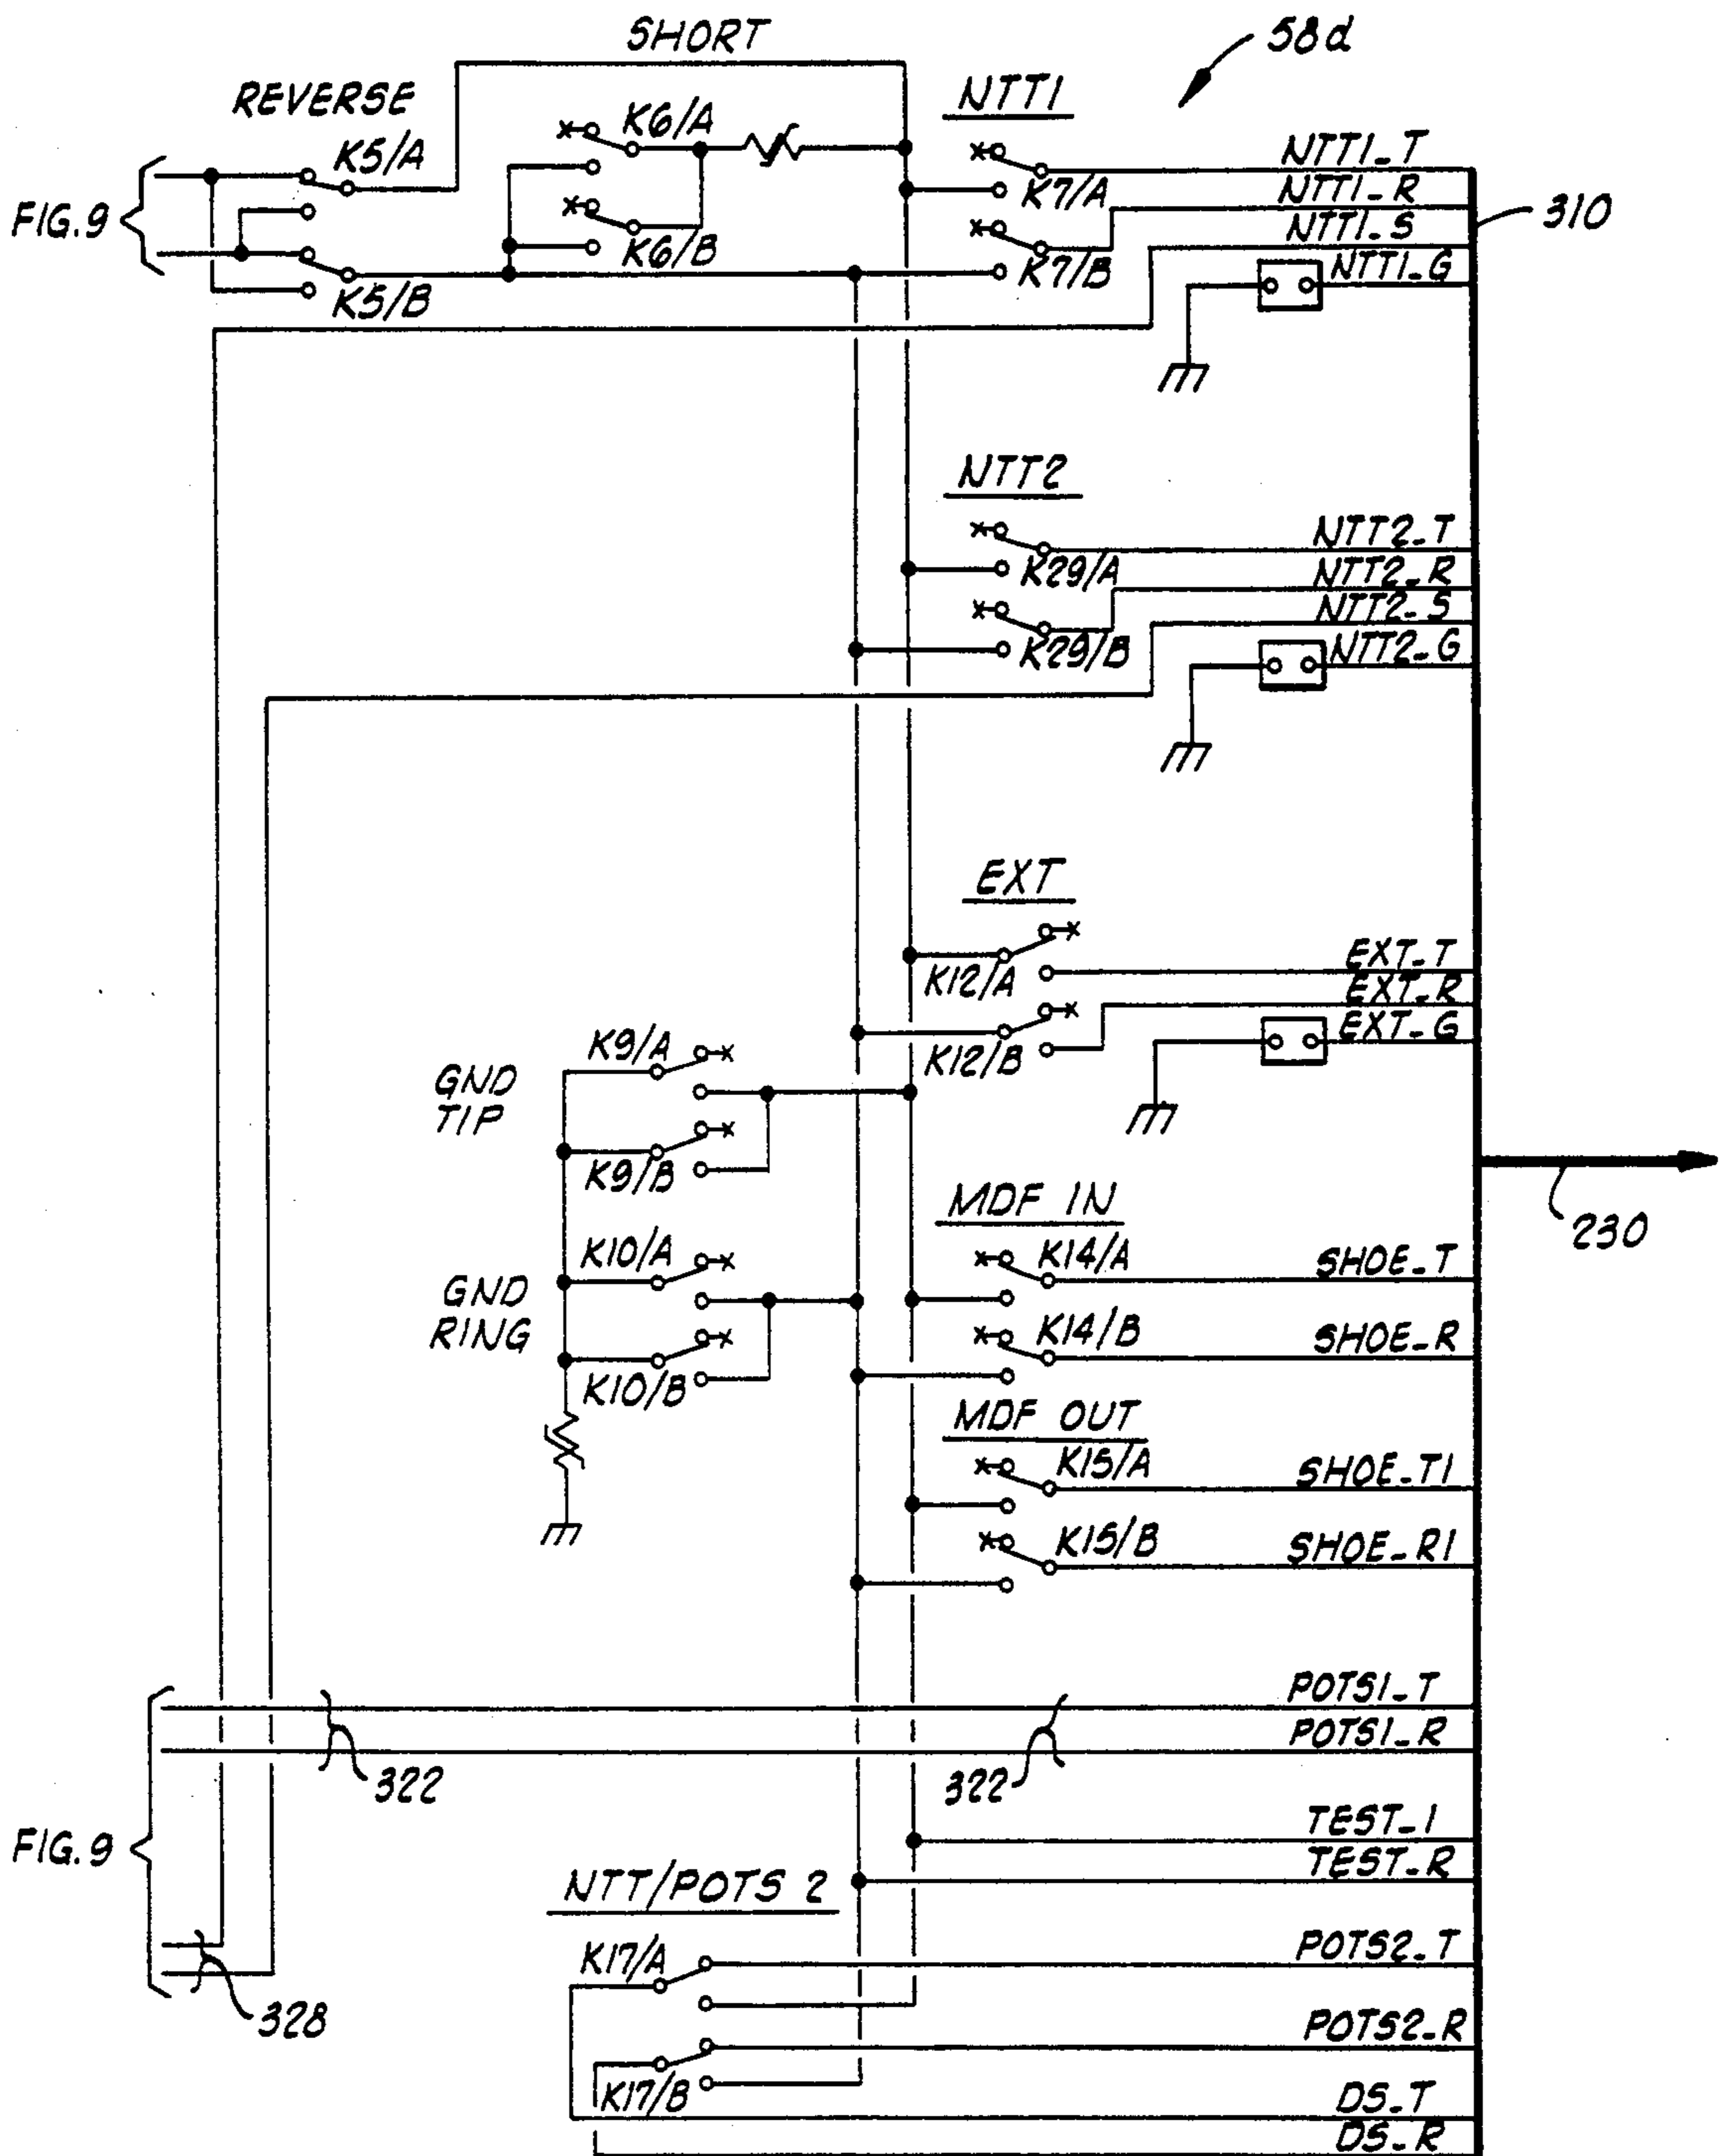 58d
SHORT
REVERSE
NTT1
K5/A
K6/A
NTT1_T
NTT1_R
K7/A
FIG.9
310
NTT1_S
K6/B
K7/B
NTT1_G
K5/B
NTT2
NTT2_T
K29/A
NTT2_R
NTT2_S
K29/B
NTT2_G
EXT
EXT_T
K12/A
EXT_R
EXT_G
K9/A
K12/B
GND
TIP
K9/B
MDF IN
230
K10/A
K14/A
SHOE_T
GND
RING
K14/B
SHOE_R
K10/B
MDF OUT
K15/A
SHOE_T1
K15/B
SHOE_R1
POTS1_T
POTS1_R
322
322
TEST_1
FIG.9
TEST_R
NTT/POTS 2
K17/A
POTS2_T
328
POTS2_R
K17/B
DS_T
DS_R